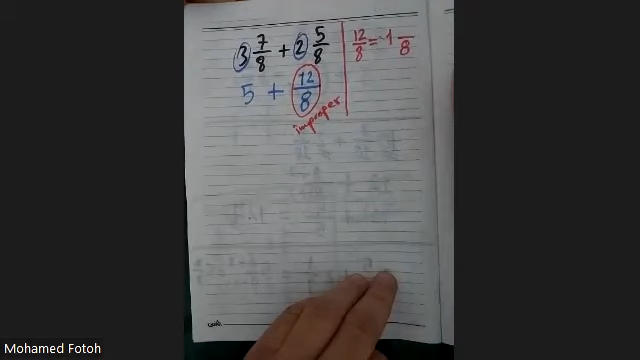 3 7/8 + 2 5/8
5 + 12/8
improper
12/8 = 1 /8
Mohamed Fotoh